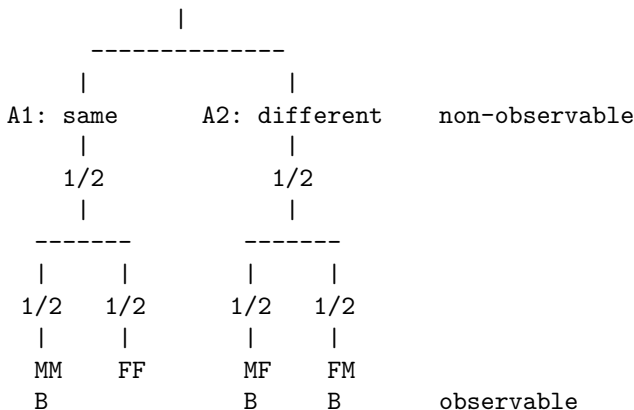 |
--------------
| |
A1: same A2: different non-observable
| |
1/2 1/2
| |
------- -------
| | | |
1/2 1/2 1/2 1/2
| | | |
MM FF MF FM
B B B observable